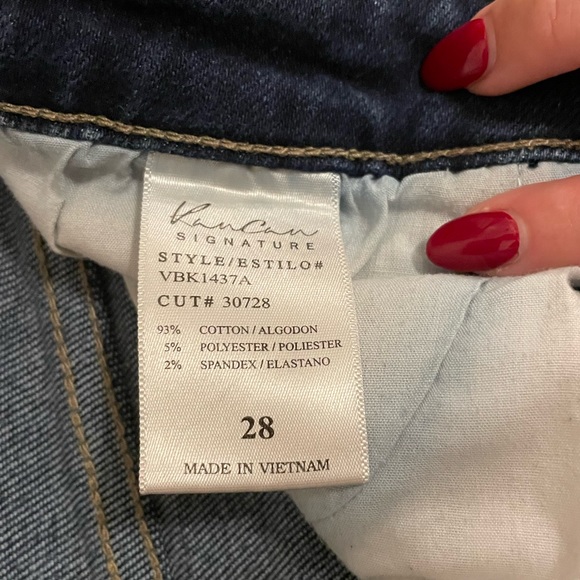 KanCan
SIGNATURE
STYLE/ESTILO#
VBK1437A
CUT# 30728
93% COTTON / ALGODON
5% POLYESTER / POLIESTER
2% SPANDEX / ELASTANO
28
MADE IN VIETNAM